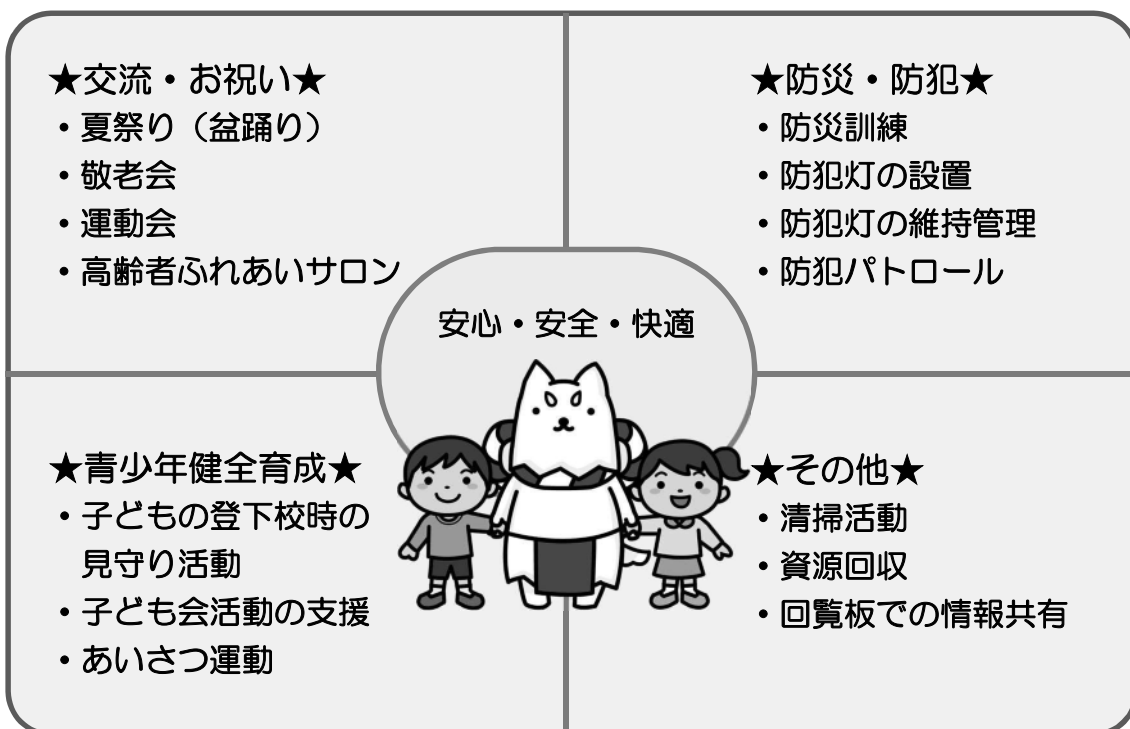 ★交流・お祝い★
・夏祭り（盆踊り）
・敬老会
・運動会
・高齢者ふれあいサロン
★防災・防犯★
・防災訓練
・防犯灯の設置
・防犯灯の維持管理
・防犯パトロール
安心・安全・快適
★青少年健全育成★
・子どもの登下校時の
見守り活動
・子ども会活動の支援
・あいさつ運動
★その他★
・清掃活動
・資源回収
・回覧板での情報共有